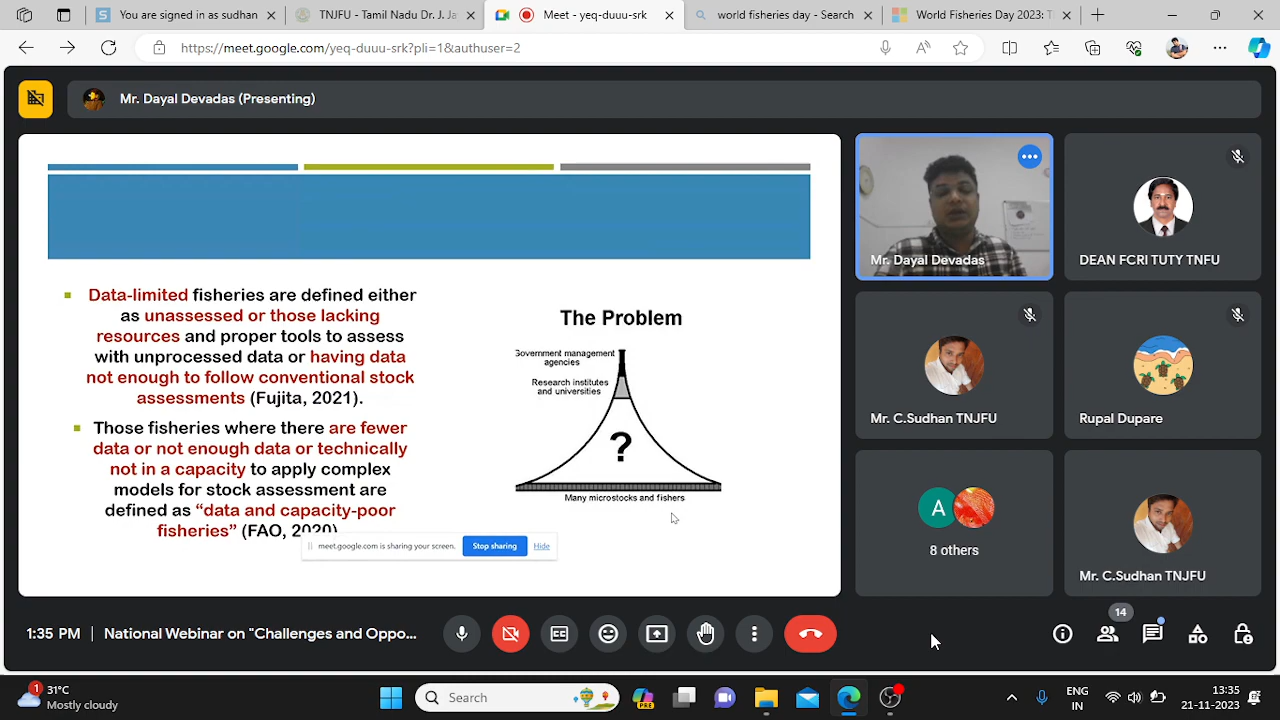 You are signed in as sudhan
TNJFU - Tamil Nadu Dr. J. Ja
Meet - yeq-duuu-srk
world fisheries day - Search
World Fisheries Day 2023: T
https://meet.google.com/yeq-duuu-srk?pli=1&authuser=2
Mr. Dayal Devadas (Presenting)
Data-limited fisheries are defined either
as unassessed or those lacking
resources and proper tools to assess
with unprocessed data or having data
not enough to follow conventional stock
assessments (Fujita, 2021).
Those fisheries where there are fewer
data or not enough data or technically
not in a capacity to apply complex
models for stock assessment are
defined as “data and capacity-poor
fisheries” (FAO, 2020)
The Problem
Government management
agencies
Research institutes
and universities
?
Many microstocks and fishers
meet.google.com is sharing your screen.
Stop sharing
Hide
Mr. Dayal Devadas
DEAN FCRI TUTY TNFU
Mr. C.Sudhan TNJFU
Rupal Dupare
A
8 others
Mr. C.Sudhan TNJFU
1:35 PM | National Webinar on "Challenges and Oppo...
14
1
31°C
Mostly cloudy
Search
PRE
ENG
IN
13:35